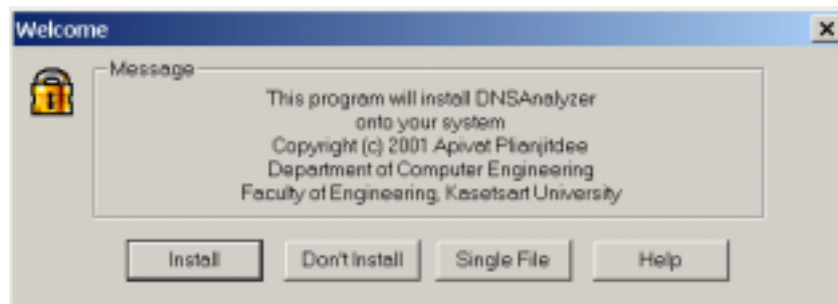 Welcome
Message
This program will install DNSAnalyzer
onto your system
Copyright (c) 2001 Apivat Plianjitdee
Department of Computer Engineering
Faculty of Engineering, Kasetsart University
Install
Don't Install
Single File
Help